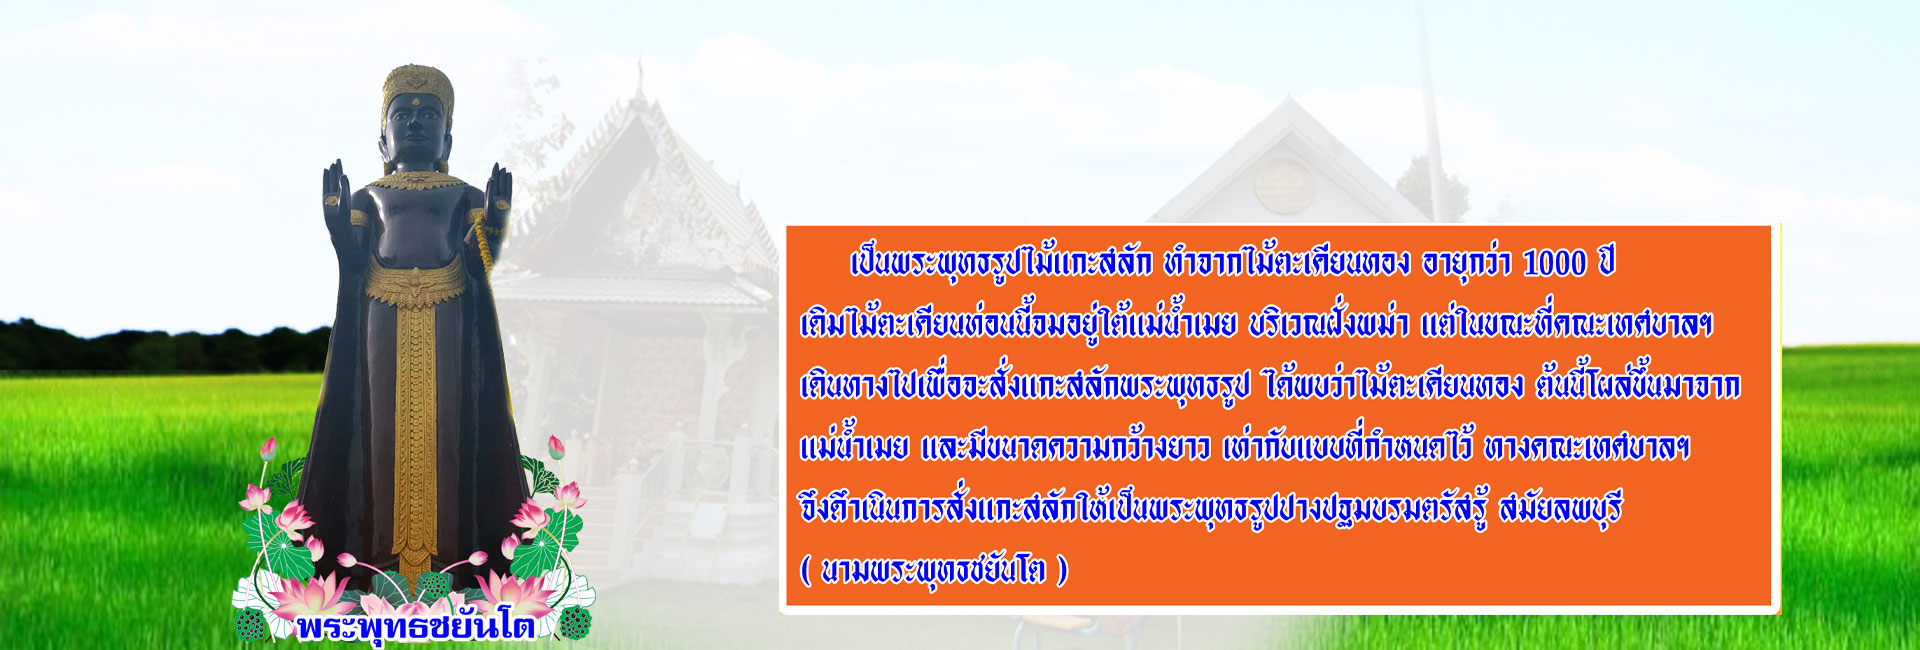 เป็นพระพุทธรูปไม้แกะสลัก ทำจากไม้ตะเคียนทอง อายุกว่า 1000 ปี
เดิมไม้ตะเคียนท่อนนี้จมอยู่ใต้แม่น้ำเมย บริเวณฝั่งพม่า แต่ในขณะที่คณะเทศบาลฯ
เดินทางไปเพื่อจะสั่งแกะสลักพระพุทธรูป ได้พบว่าไม้ตะเคียนทอง ต้นนี้โผล่ขึ้นมาจาก
แม่น้ำเมย และมีขนาดความกว้างยาว เท่ากับแบบที่กำหนดไว้ ทางคณะเทศบาลฯ
จึงดำเนินการสั่งแกะสลักให้เป็นพระพุทธรูปปางปฐมบรมตรัสรู้ สมัยลพบุรี
( นามพระพุทธชยันโต )
พระพุทธชยันโต